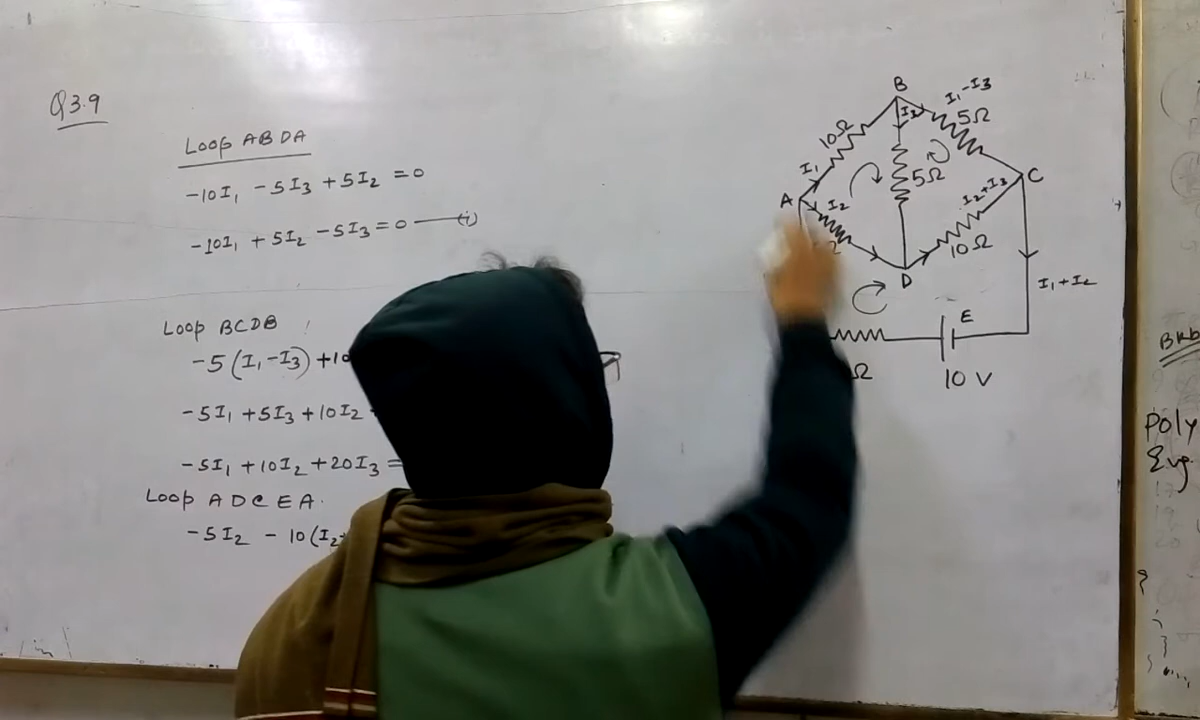 Q3.9
Loop ABDA
-10I₁ -5I₃ +5I₂ =0
-10I₁ + 5I₂ -5I₃=0 —(i)
Loop BCDB
-5(I₁-I₃)+10
-5I₁ +5I₃+10I₂
-5I₁ +10I₂+20I₃=
Loop ADCEA.
-5I₂ - 10(I₂
B
I₁-I₃
10Ω
I₃
5Ω
I₁
5Ω
C
A
I₂
I₂+I₃
Ω
10Ω
D
I₁+I₂
E
Ω
10 V
Poly
Eng